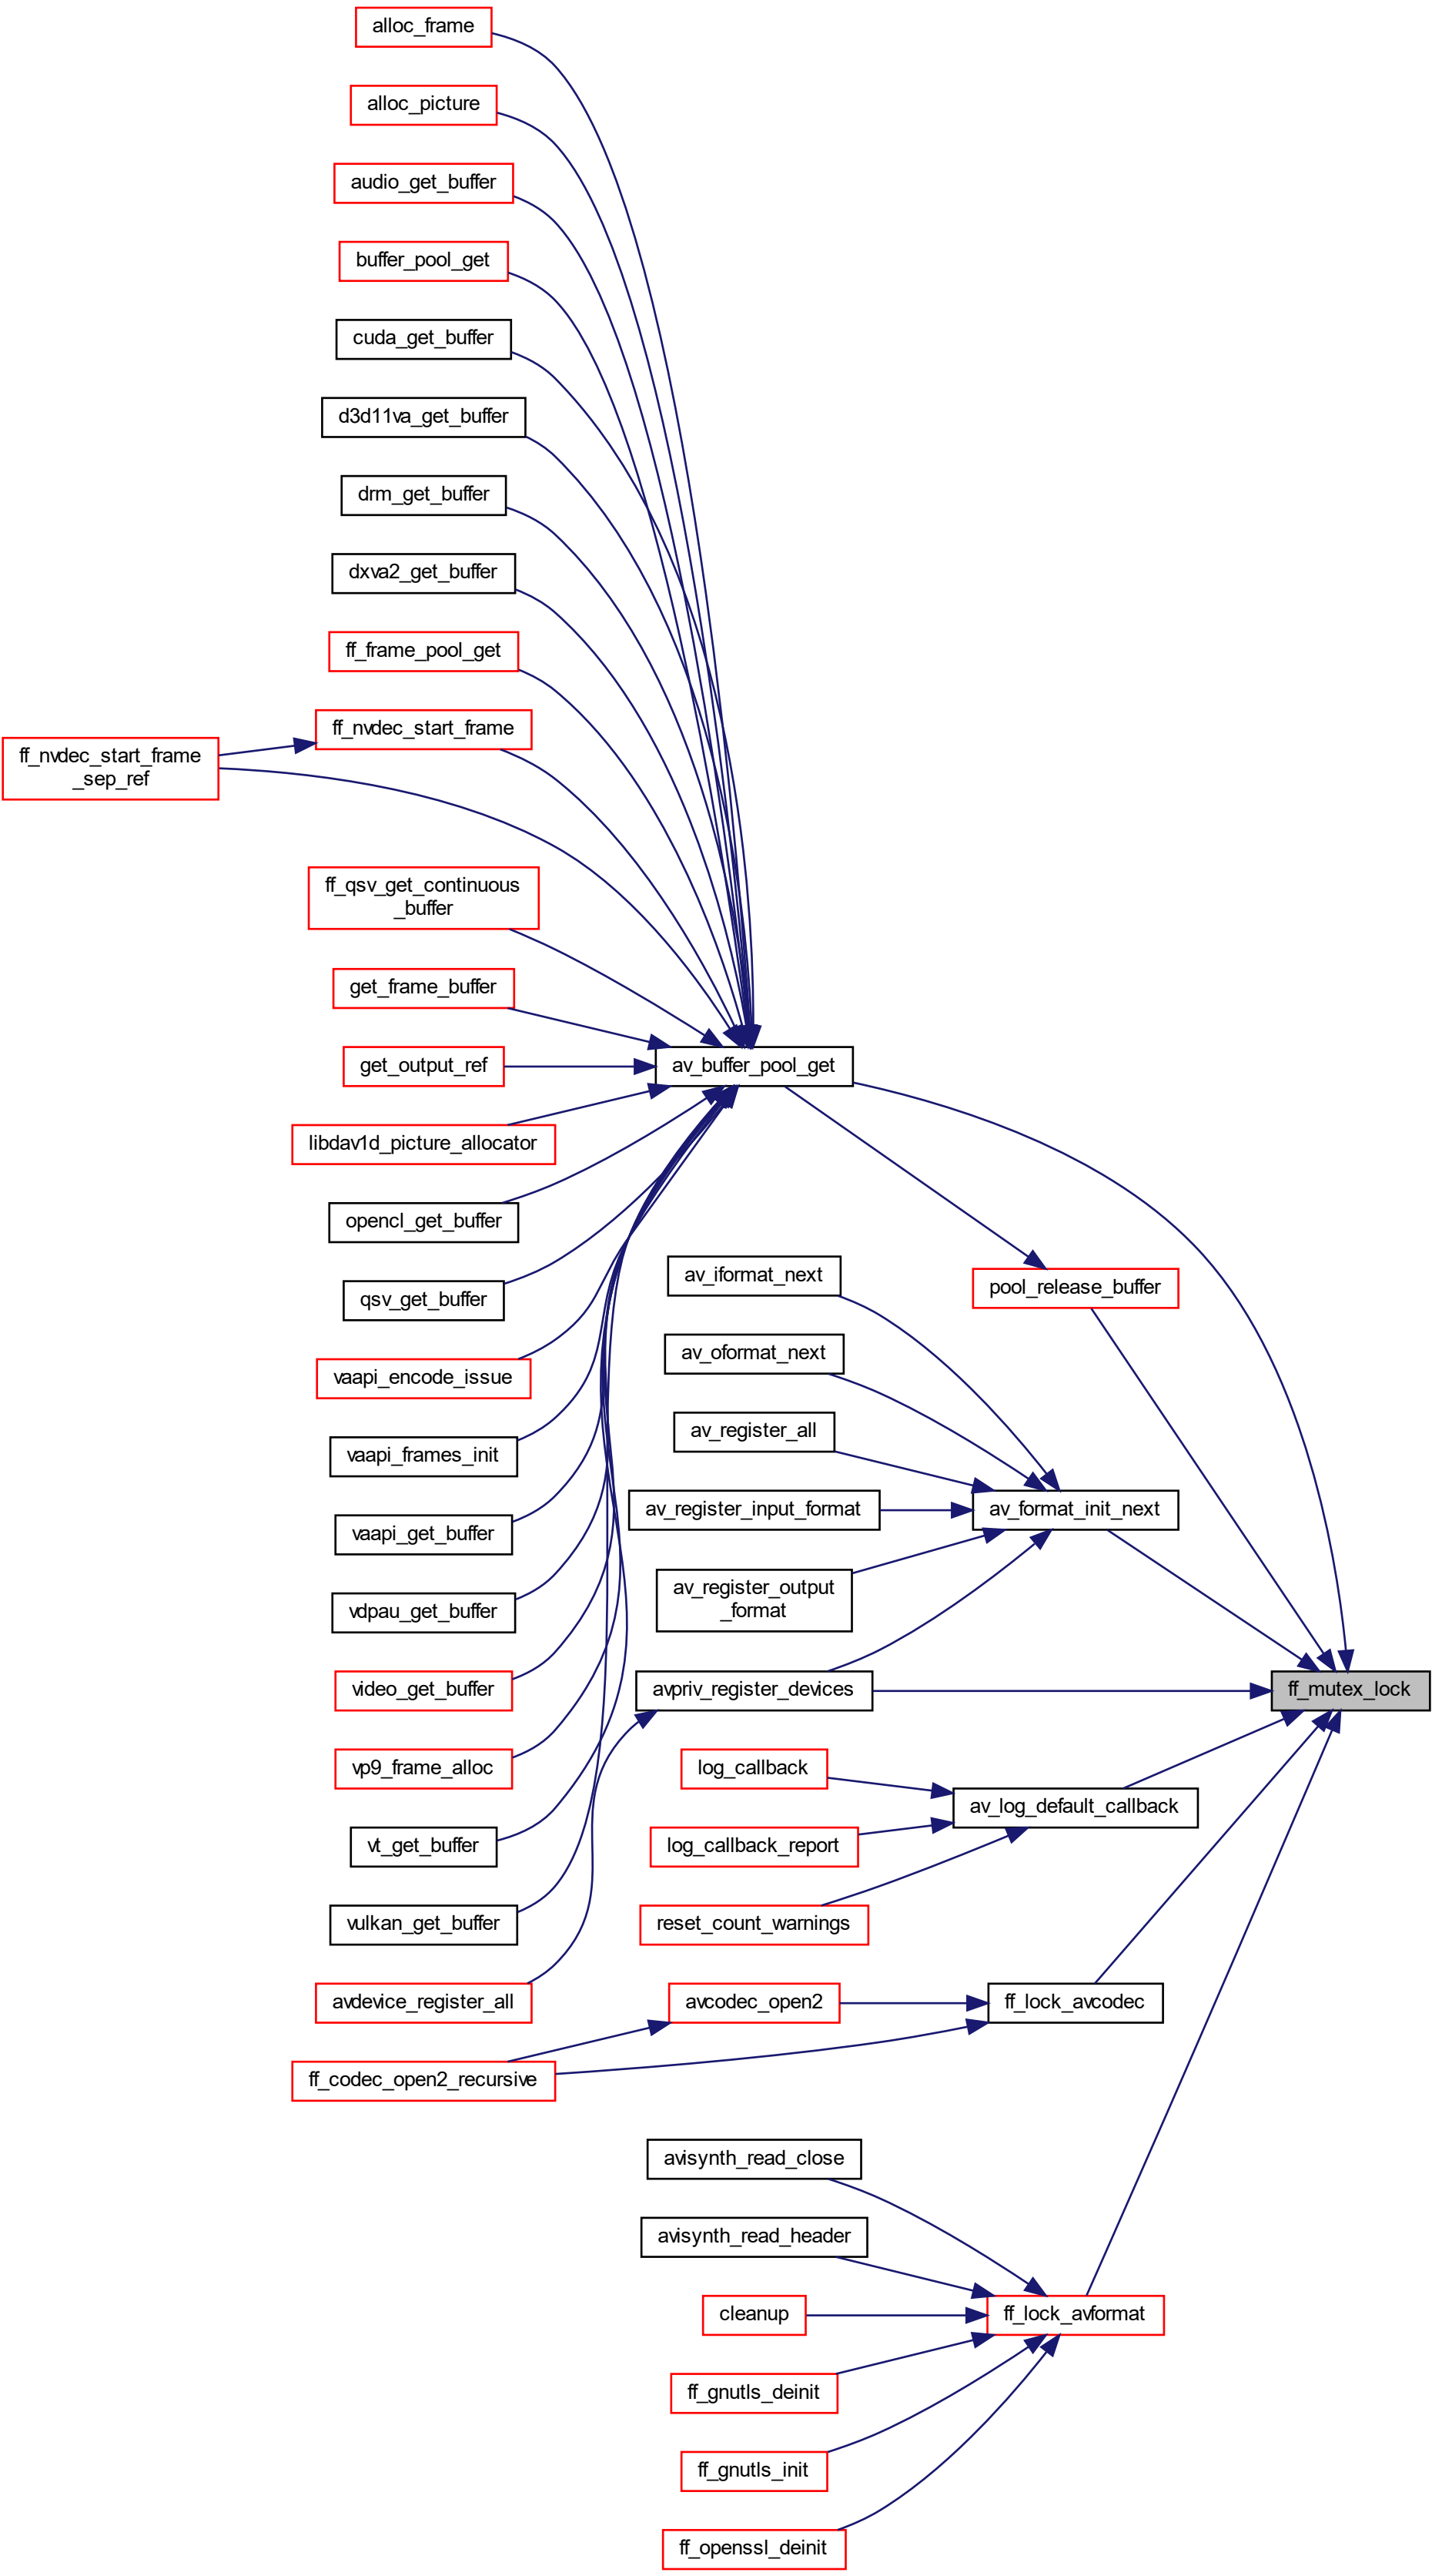 alloc_frame
alloc_picture
audio_get_buffer
buffer_pool_get
cuda_get_buffer
d3d11va_get_buffer
drm_get_buffer
dxva2_get_buffer
ff_frame_pool_get
ff_nvdec_start_frame
ff_nvdec_start_frame
_sep_ref
ff_qsv_get_continuous
_buffer
get_frame_buffer
get_output_ref
av_buffer_pool_get
libdav1d_picture_allocator
opencl_get_buffer
qsv_get_buffer
av_iformat_next
pool_release_buffer
vaapi_encode_issue
av_oformat_next
vaapi_frames_init
av_register_all
av_register_input_format
av_format_init_next
vaapi_get_buffer
av_register_output
_format
vdpau_get_buffer
video_get_buffer
avpriv_register_devices
ff_mutex_lock
vp9_frame_alloc
log_callback
av_log_default_callback
vt_get_buffer
log_callback_report
vulkan_get_buffer
reset_count_warnings
avdevice_register_all
avcodec_open2
ff_lock_avcodec
ff_codec_open2_recursive
avisynth_read_close
avisynth_read_header
cleanup
ff_lock_avformat
ff_gnutls_deinit
ff_gnutls_init
ff_openssl_deinit